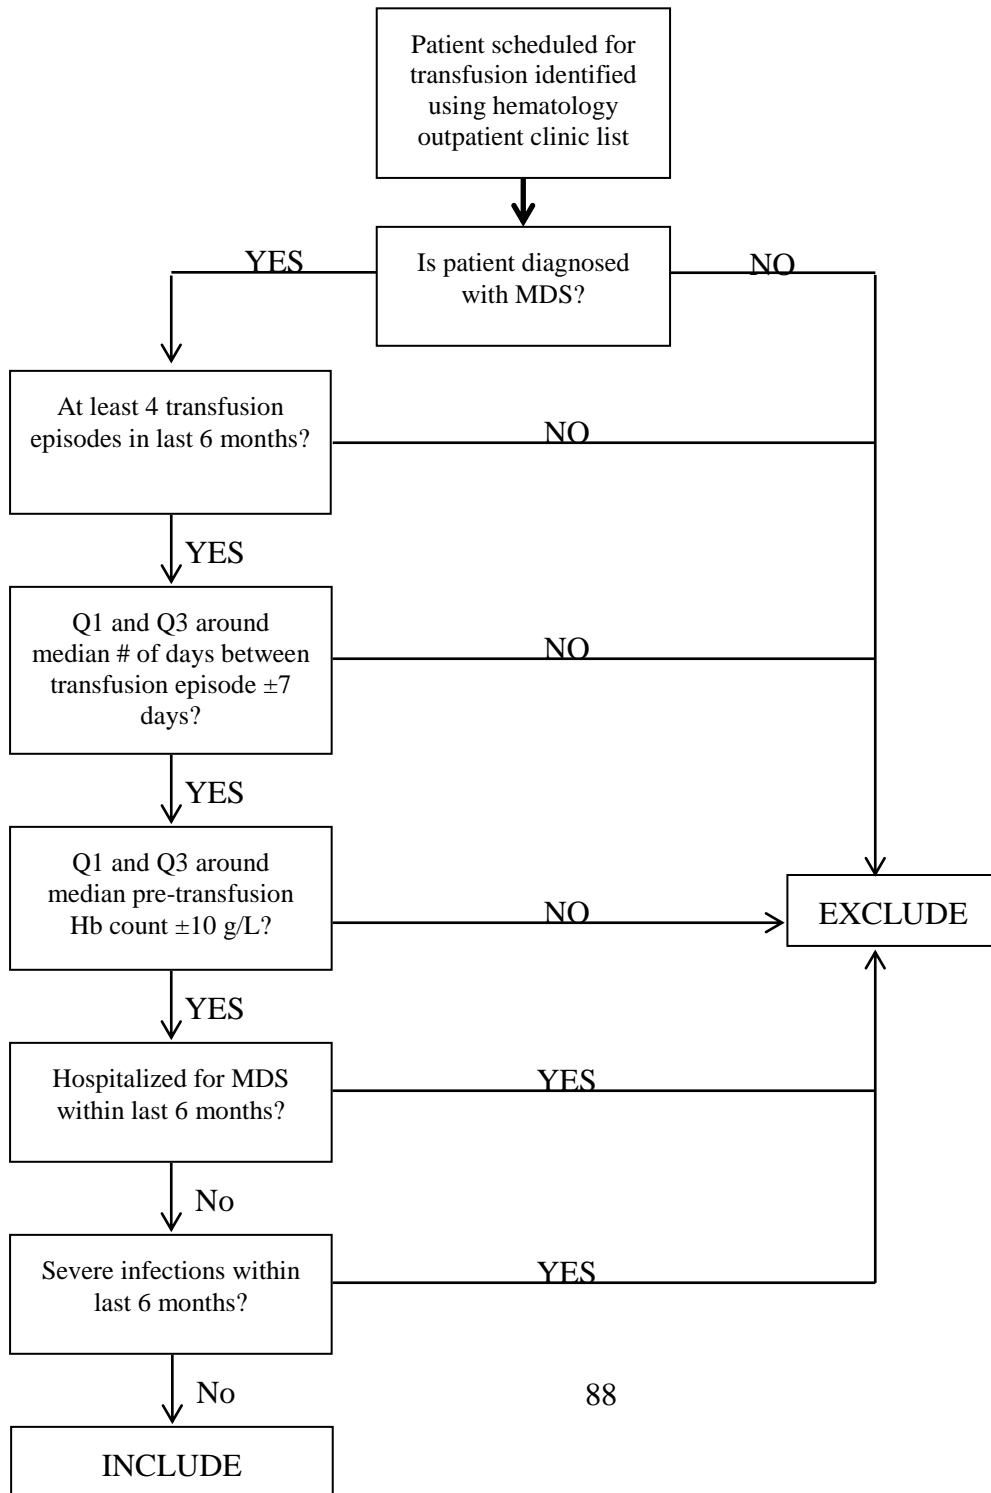 Patient scheduled for
transfusion identified
using hematology
outpatient clinic list
YES
Is patient diagnosed
with MDS?
NO
At least 4 transfusion
episodes in last 6 months?
NO
YES
Q1 and Q3 around
median # of days between
transfusion episode ±7
days?
NO
YES
Q1 and Q3 around
median pre-transfusion
Hb count ±10 g/L?
NO
EXCLUDE
YES
Hospitalized for MDS
within last 6 months?
YES
No
Severe infections within
last 6 months?
YES
No
88
INCLUDE